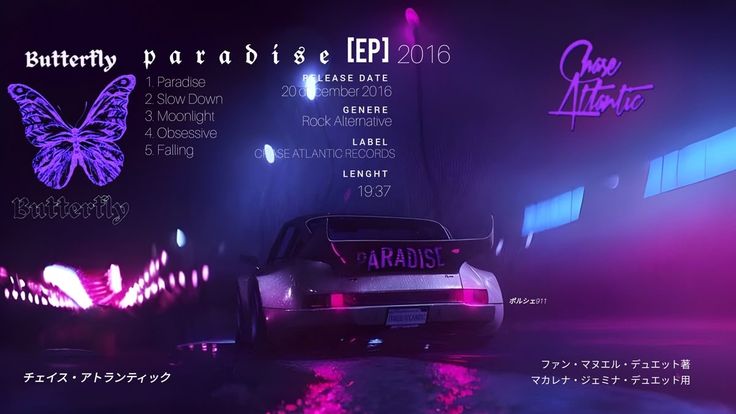 Butterfly
paradise [EP] 2016
1. Paradise
2. Slow Down
3. Moonlight
4. Obsessive
5. Falling
RELEASE DATE
20 december 2016
GENERE
Rock Alternative
LABEL
CHASE ATLANTIC RECORDS
LENGHT
19:37
Chase
Atlantic
Butterfly
PARADISE
ポルシェ911
チェイス・アトランティック
ファン・マヌエル・デュエット著
マカレナ・ジェミナ・デュエット用